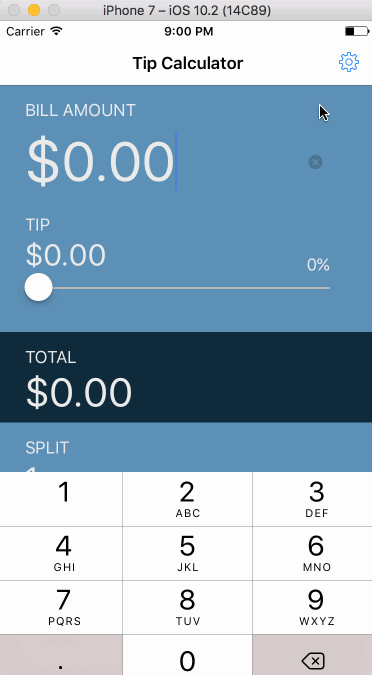 iPhone 7 – iOS 10.2 (14C89)
Carrier 9:00 PM
Tip Calculator
BILL AMOUNT
$0.00
TIP
$0.00
0%
TOTAL
$0.00
SPLIT
1 2 3
ABC DEF
4 5 6
GHI JKL MNO
7 8 9
PQRS TUV WXYZ
. 0